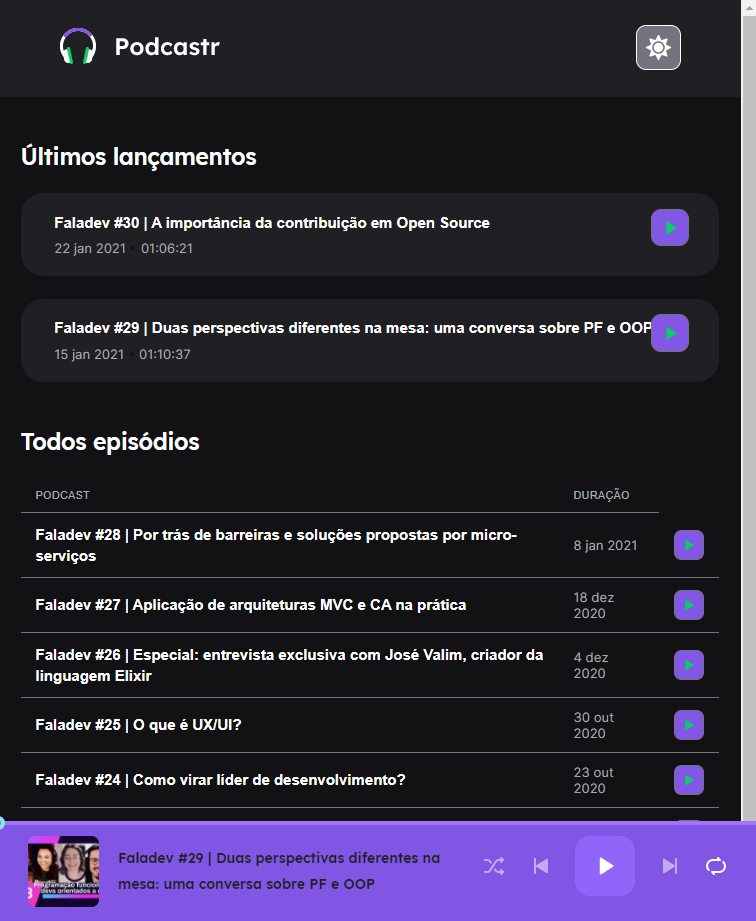 Podcastr
Últimos lançamentos
Faladev #30 | A importância da contribuição em Open Source
22 jan 2021 • 01:06:21
Faladev #29 | Duas perspectivas diferentes na mesa: uma conversa sobre PF e OOP
15 jan 2021 • 01:10:37
Todos episódios
PODCAST DURAÇÃO
Faladev #28 | Por trás de barreiras e soluções propostas por micro-
serviços
8 jan 2021
Faladev #27 | Aplicação de arquiteturas MVC e CA na prática
18 dez
2020
Faladev #26 | Especial: entrevista exclusiva com José Valim, criador da
linguagem Elixir
4 dez
2020
Faladev #25 | O que é UX/UI?
30 out
2020
Faladev #24 | Como virar líder de desenvolvimento?
23 out
2020
Programação funcion
devs orientados a
Faladev #29 | Duas perspectivas diferentes na
mesa: uma conversa sobre PF e OOP